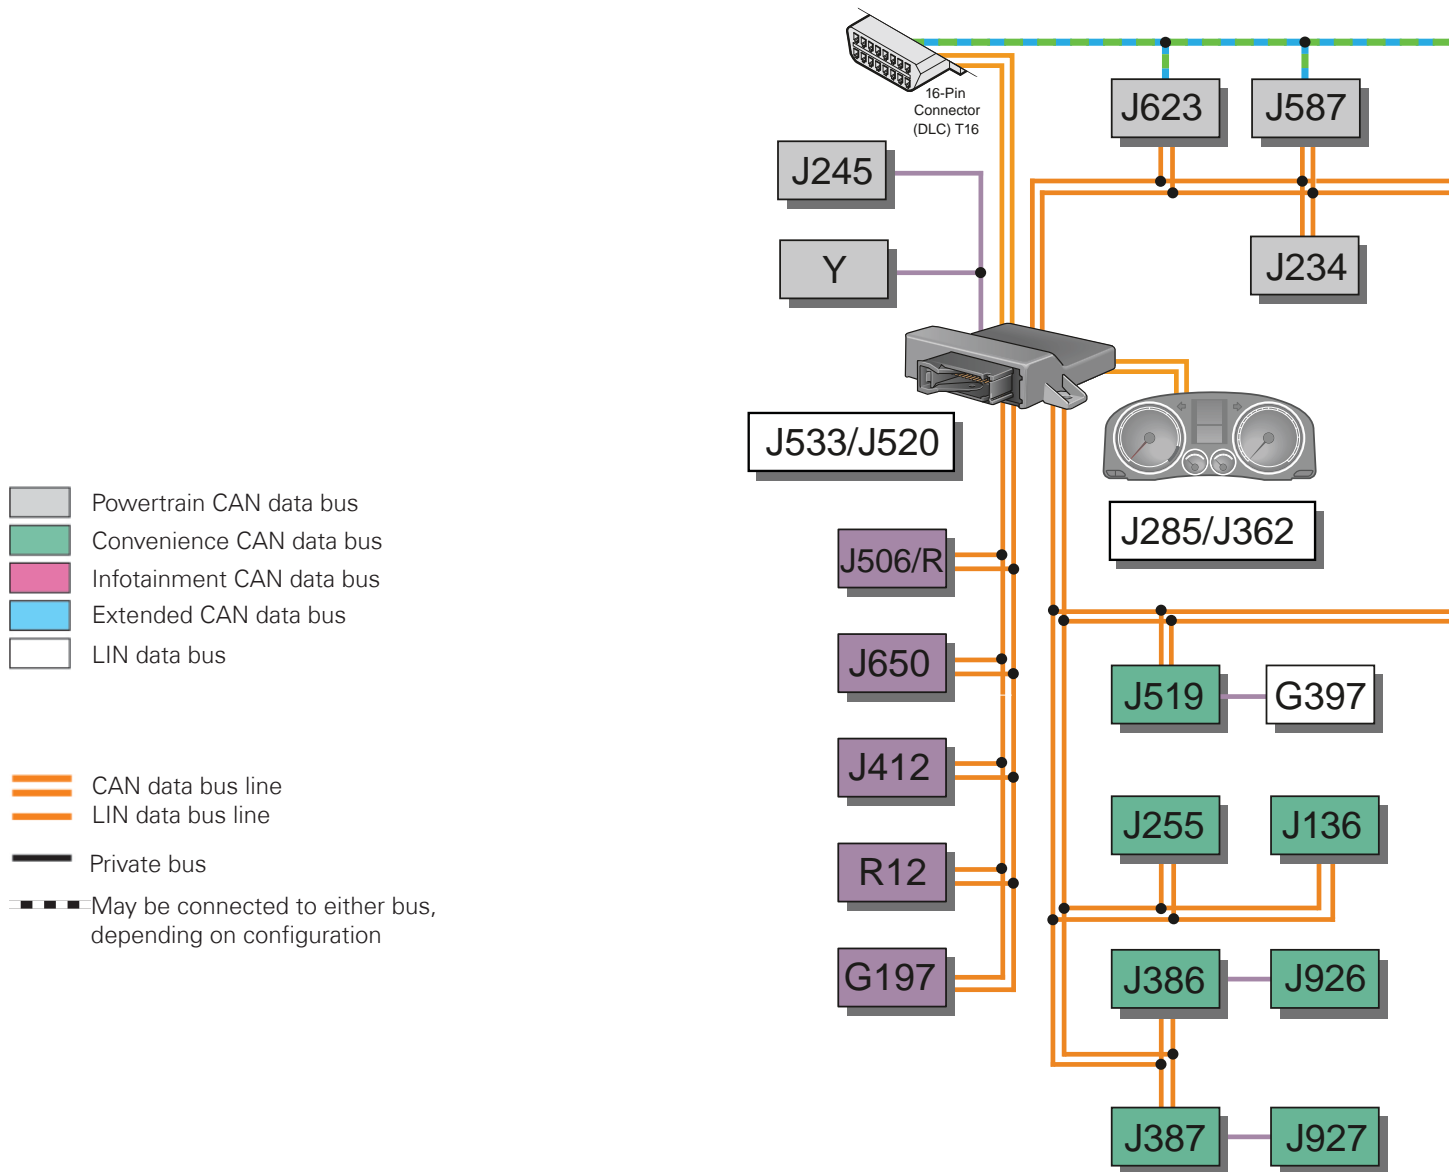 16-Pin
Connector
(DLC) T16
J623
J587
J245
Y
J234
J533/J520
J285/J362
Powertrain CAN data bus
Convenience CAN data bus
Infotainment CAN data bus
Extended CAN data bus
LIN data bus
CAN data bus line
LIN data bus line
Private bus
May be connected to either bus,
depending on configuration
J506/R
J650
J412
R12
G197
J519
G397
J255
J136
J386
J926
J387
J927